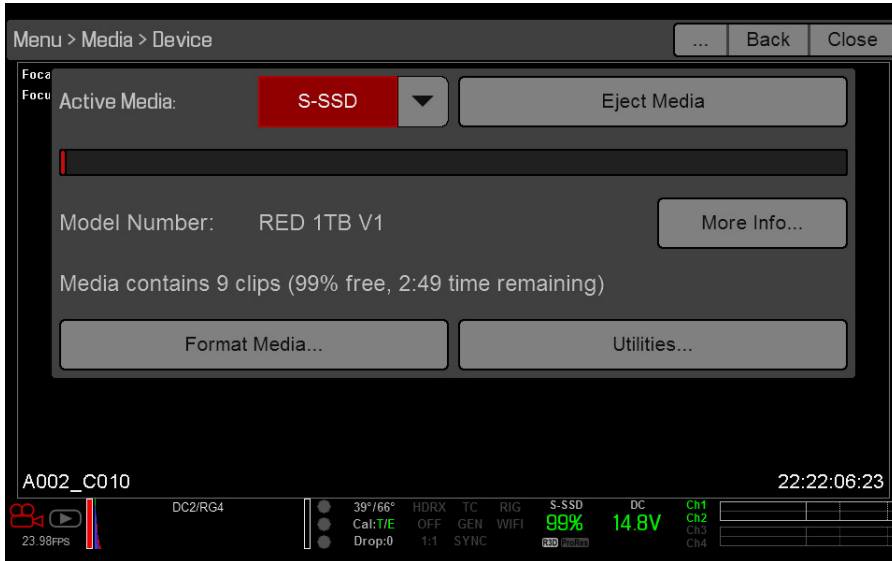 Menu > Media > Device ... Back Close
Foca
Focu
Active Media: S-SSD Eject Media
Model Number: RED 1TB V1 More Info...
Media contains 9 clips (99% free, 2:49 time remaining)
Format Media... Utilities...
A002_C010 22:22:06:23
DC2/RG4 39°/66° HDRX TC RIG S-SSD DC Ch1
Cal:T/E OFF GEN WIFI 99% 14.8V Ch2
23.98FPS Drop:0 1:1 SYNC R3D ProRes Ch3
Ch4